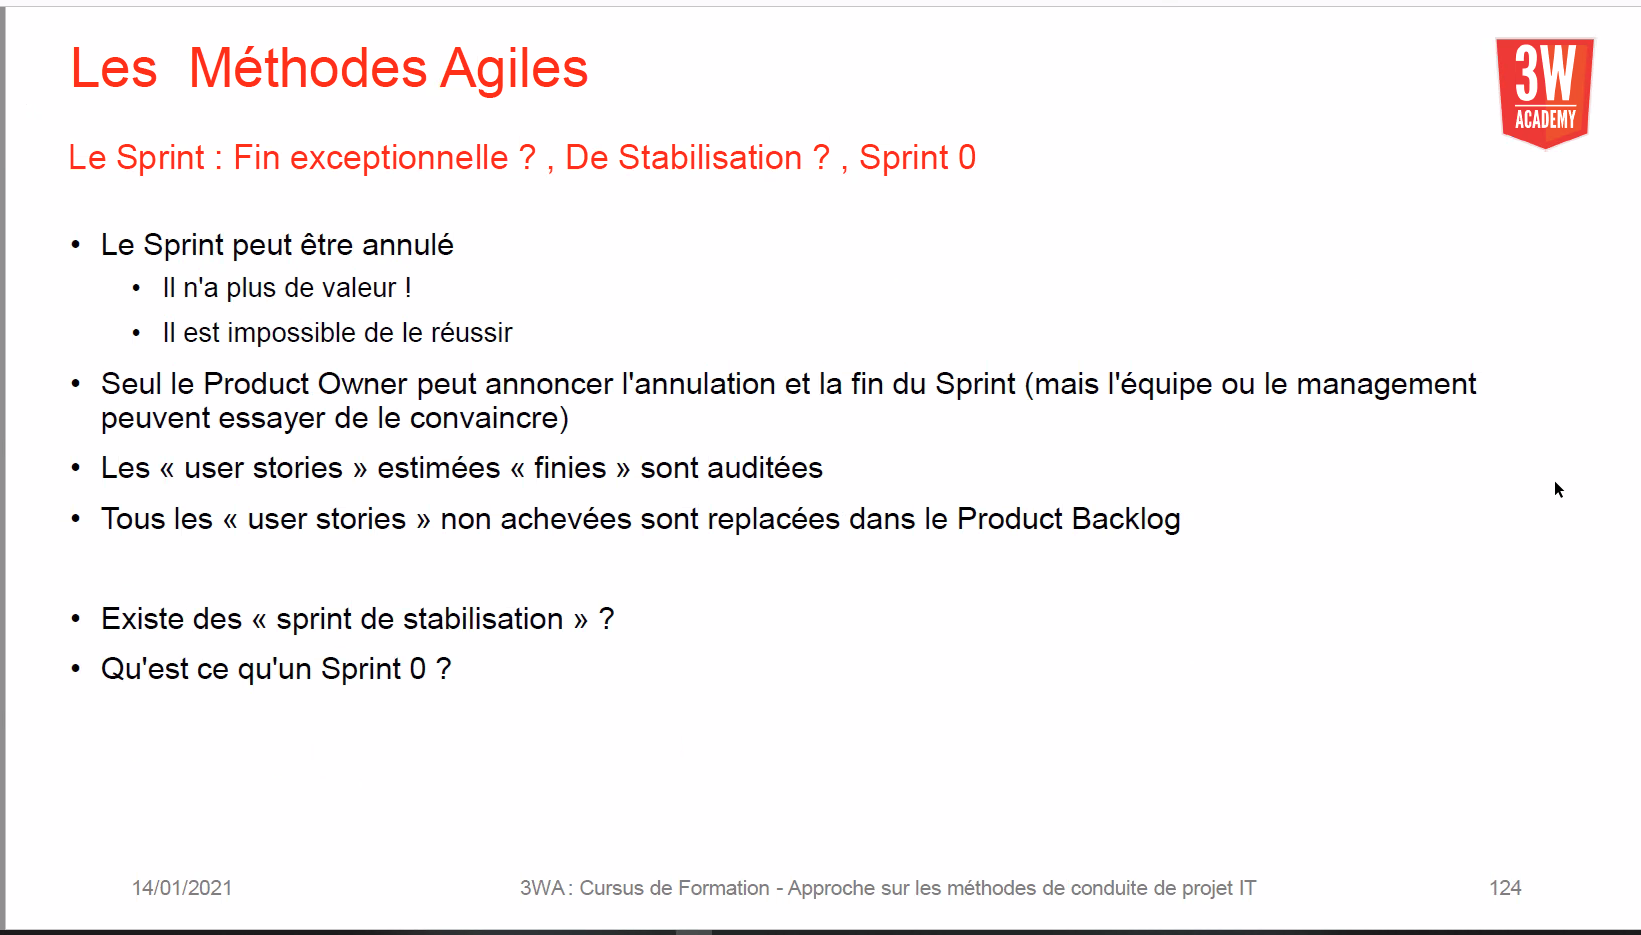 Les  Méthodes Agiles
3W
ACADEMY
Le Sprint : Fin exceptionnelle ? , De Stabilisation ? , Sprint 0
• Le Sprint peut être annulé
• Il n'a plus de valeur !
• Il est impossible de le réussir
• Seul le Product Owner peut annoncer l'annulation et la fin du Sprint (mais l'équipe ou le management
peuvent essayer de le convaincre)
• Les « user stories » estimées « finies » sont auditées
• Tous les « user stories » non achevées sont replacées dans le Product Backlog
• Existe des « sprint de stabilisation » ?
• Qu'est ce qu'un Sprint 0 ?
14/01/2021
3WA : Cursus de Formation - Approche sur les méthodes de conduite de projet IT
124